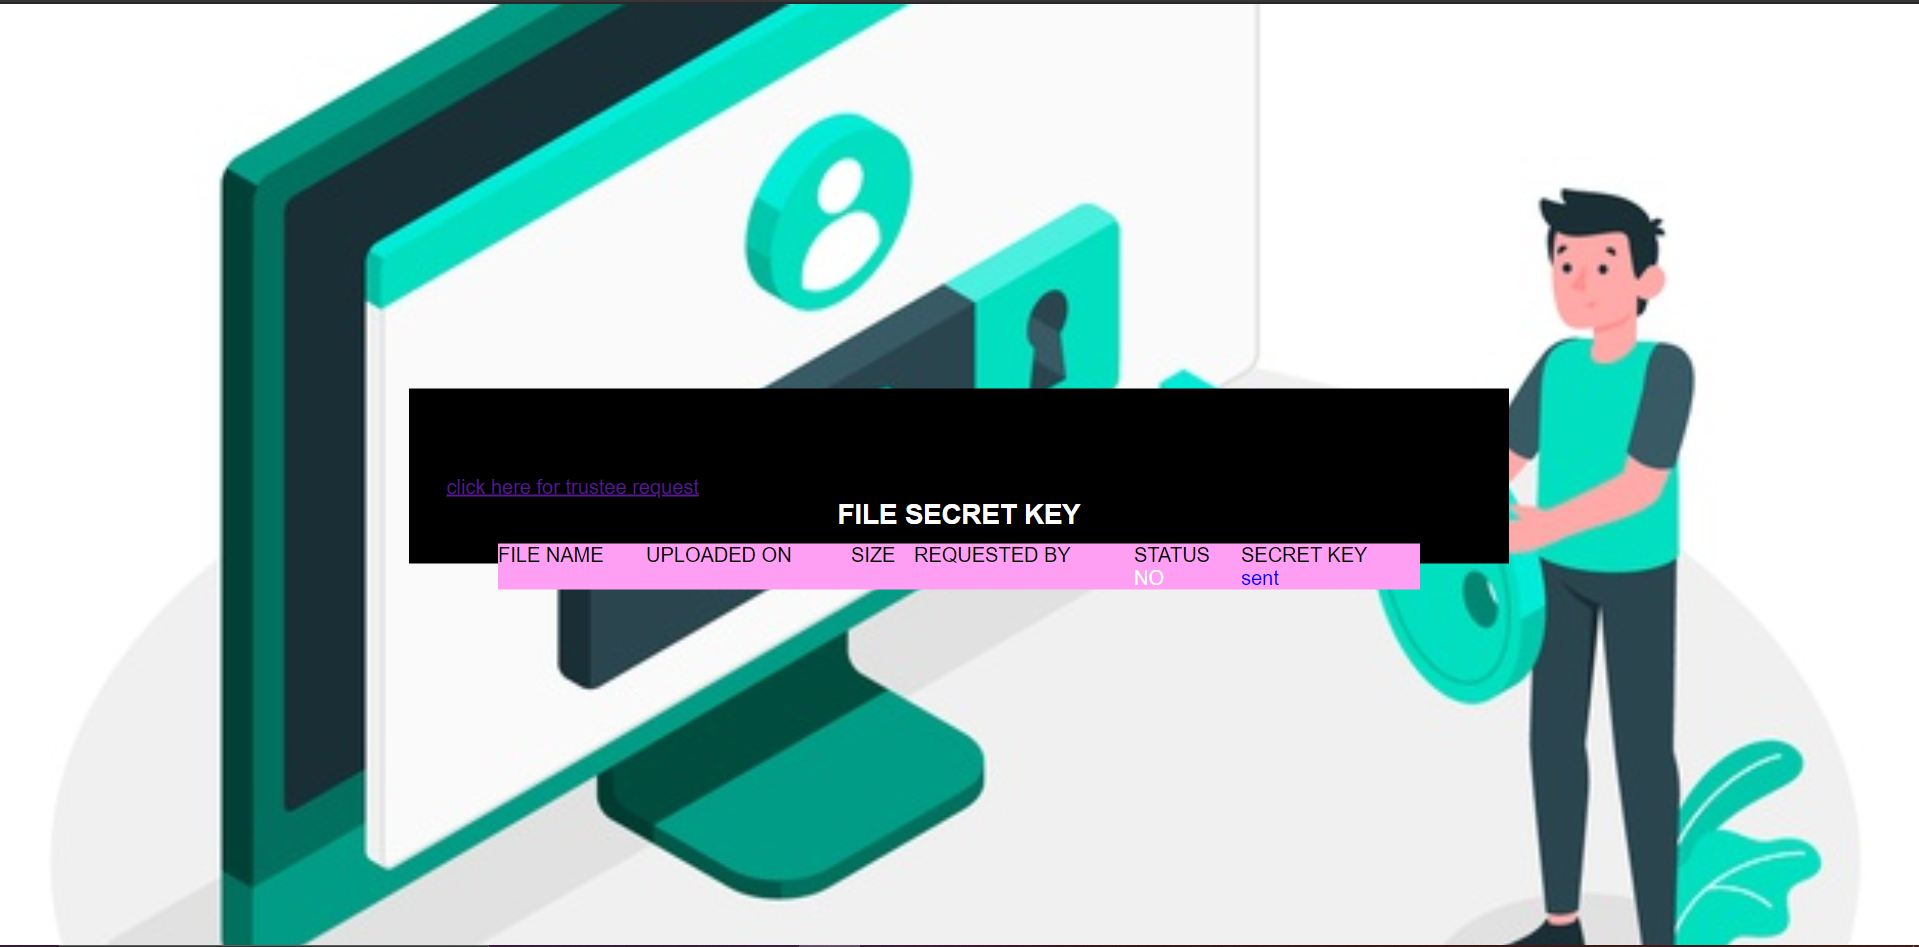 click here for trustee request
FILE SECRET KEY
FILE NAME UPLOADED ON SIZE REQUESTED BY STATUS SECRET KEY
NO sent